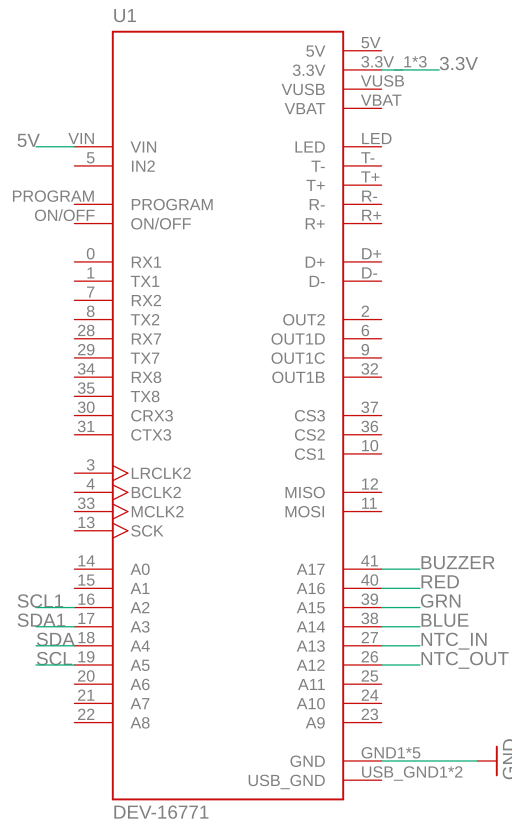 U1
5V 5V
3.3V 3.3V_1*3 3.3V
VUSB VUSB
VBAT VBAT
5V VIN VIN LED LED
5 IN2 T- T-
T+ T+
PROGRAM PROGRAM R- R-
ON/OFF ON/OFF R+ R+
0 RX1 D+ D+
1 TX1 D- D-
7 RX2
8 TX2 OUT2 2
28 RX7 OUT1D 6
29 TX7 OUT1C 9
34 RX8 OUT1B 32
35 TX8
30 CRX3 CS3 37
31 CTX3 CS2 36
CS1 10
3 LRCLK2
4 BCLK2 MISO 12
33 MCLK2 MOSI 11
13 SCK
14 A0 A17 41 BUZZER
15 A1 A16 40 RED
SCL1 16 A2 A15 39 GRN
SDA1 17 A3 A14 38 BLUE
SDA 18 A4 A13 27 NTC_IN
SCL 19 A5 A12 26 NTC_OUT
20 A6 A11 25
21 A7 A10 24
22 A8 A9 23
GND GND1*5 GND
USB_GND USB_GND1*2
DEV-16771